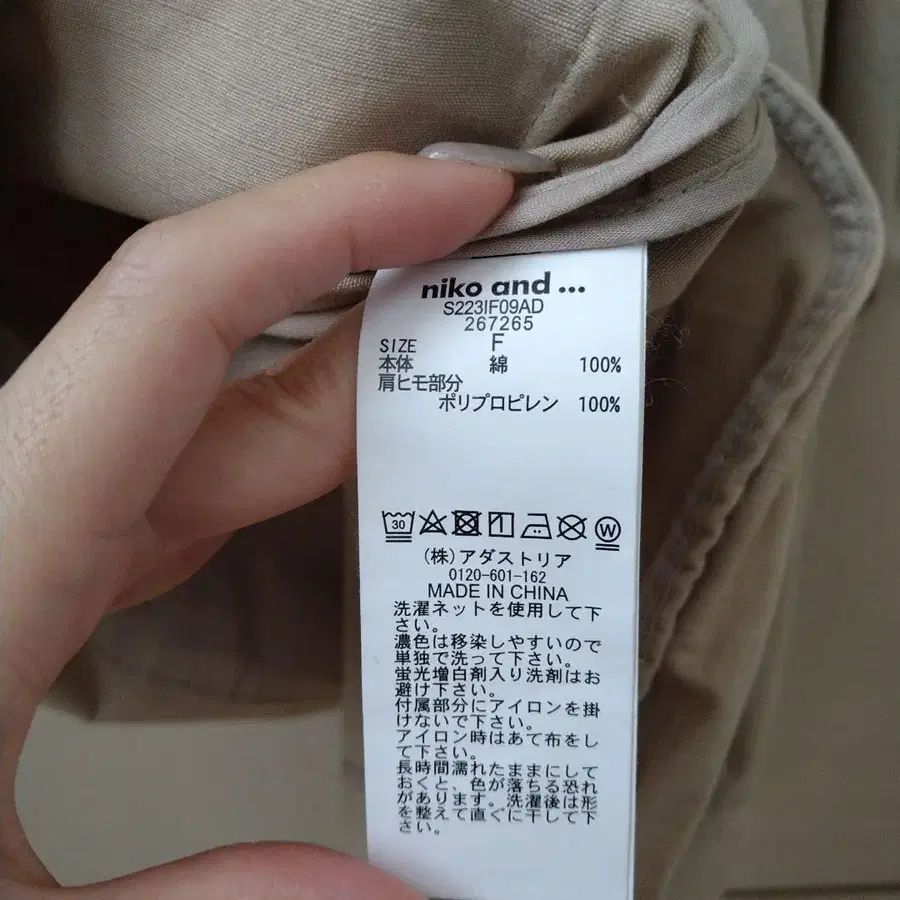 niko and ...
S223IF09AD
267265
SIZE F
本体 綿 100%
肩ヒモ部分
ポリプロピレン 100%
30 W
(株)アダストリア
0120-601-162
MADE IN CHINA
洗濯ネットを使用して下
さい。
濃色は移染しやすいので
単独で洗って下さい。
蛍光増白剤入り洗剤はお
避け下さい。
付属部分にアイロンを掛
けないで下さい。
アイロン時はあて布をし
て下さい。
長時間濡れたままにして
おくと、色が落ちる恐れ
があります。洗濯後は形
を整えて直ぐに干して下
さい。